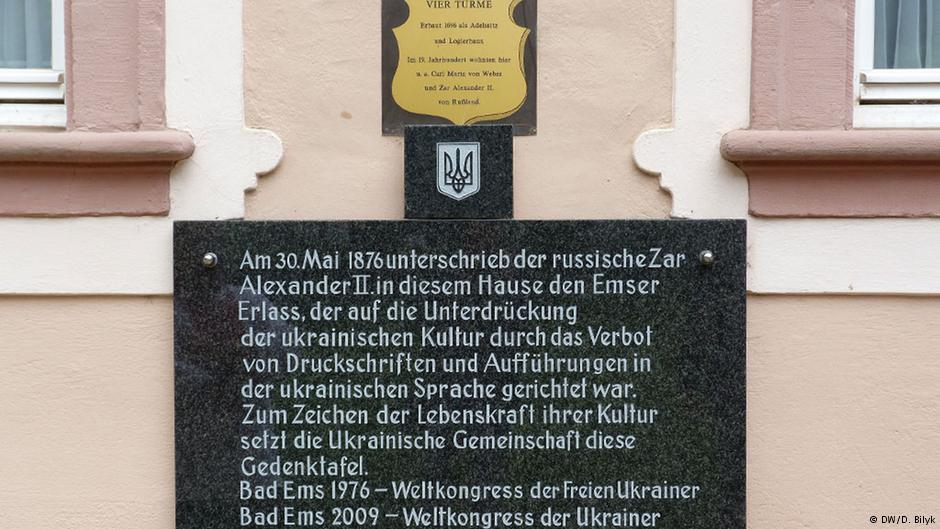 VIER TÜRME
Erbaut 1696 als Adelssitz
und Logierhaus
Im 19. Jahrhundert wohnten hier
u. a. Carl Maria von Weber
und Zar Alexander II.
von Rußland.
Am 30. Mai 1876 unterschrieb der russische Zar
Alexander II. in diesem Hause den Emser
Erlass, der auf die Unterdrückung
der ukrainischen Kultur durch das Verbot
von Druckschriften und Aufführungen in
der ukrainischen Sprache gerichtet war.
Zum Zeichen der Lebenskraft ihrer Kultur
setzt die Ukrainische Gemeinschaft diese
Gedenktafel.
Bad Ems 1976 – Weltkongress der Freien Ukrainer
Bad Ems 2009 – Weltkongress der Ukrainer
© DW/D. Bilyk